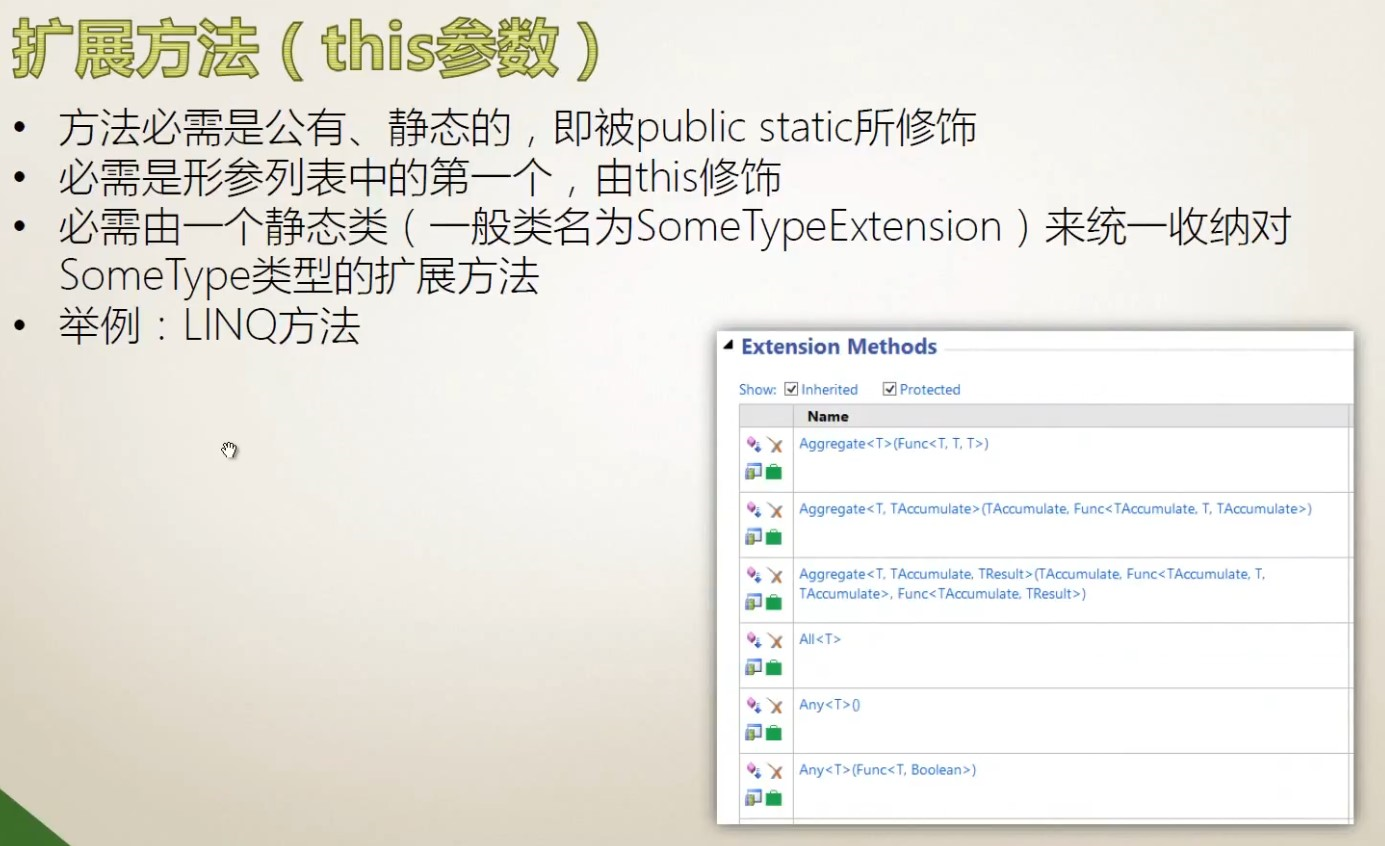 扩展方法（this参数）
• 方法必需是公有、静态的，即被public static所修饰
• 必需是形参列表中的第一个，由this修饰
• 必需由一个静态类（一般类名为SomeTypeExtension）来统一收纳对
SomeType类型的扩展方法
• 举例：LINQ方法
Extension Methods
Show: Inherited Protected
Name
Aggregate<T>(Func<T, T, T>)
Aggregate<T, TAccumulate>(TAccumulate, Func<TAccumulate, T, TAccumulate>)
Aggregate<T, TAccumulate, TResult>(TAccumulate, Func<TAccumulate, T,
TAccumulate>, Func<TAccumulate, TResult>)
All<T>
Any<T>()
Any<T>(Func<T, Boolean>)